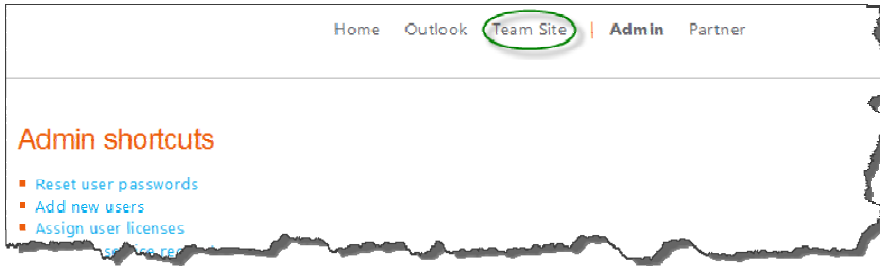 Home Outlook Team Site | Admin Partner
Admin shortcuts
Reset user passwords
Add new users
Assign user licenses